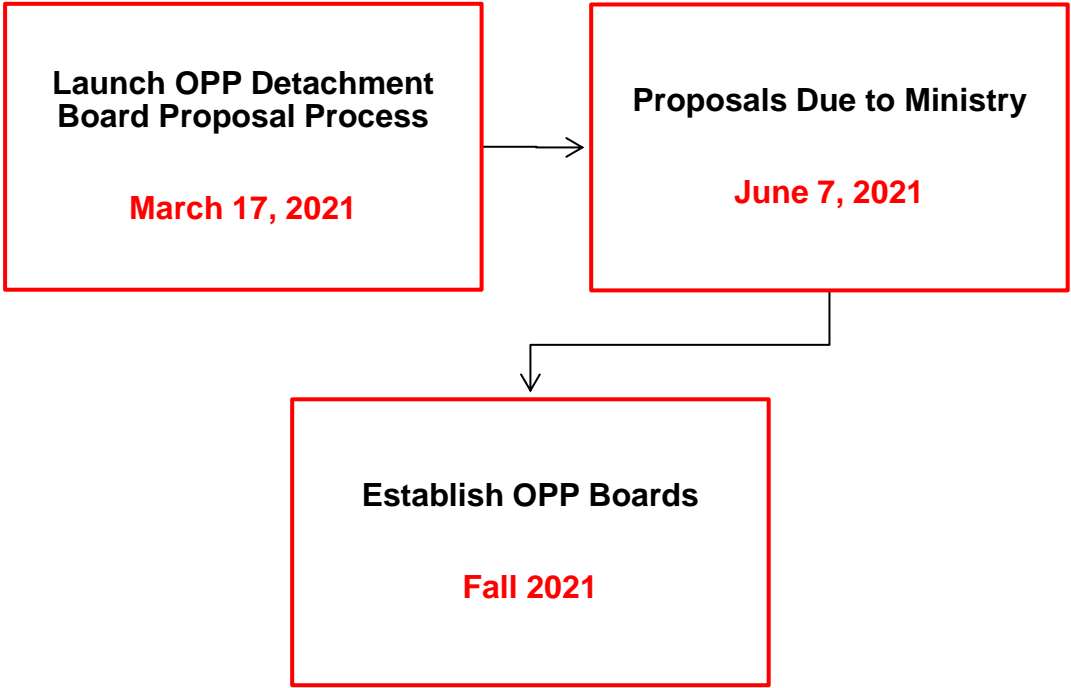 Launch OPP Detachment
Board Proposal Process
March 17, 2021
Proposals Due to Ministry
June 7, 2021
Establish OPP Boards
Fall 2021